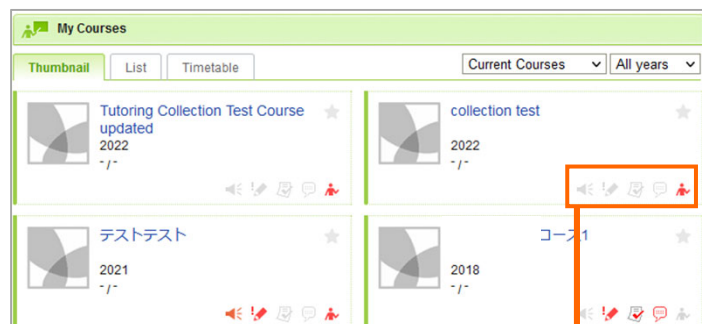 My Courses
Thumbnail
List
Timetable
Current Courses
All years
Tutoring Collection Test Course
updated
2022
-/-
collection test
2022
-/-
テストテスト
2021
-/-
コース1
2018
-/-